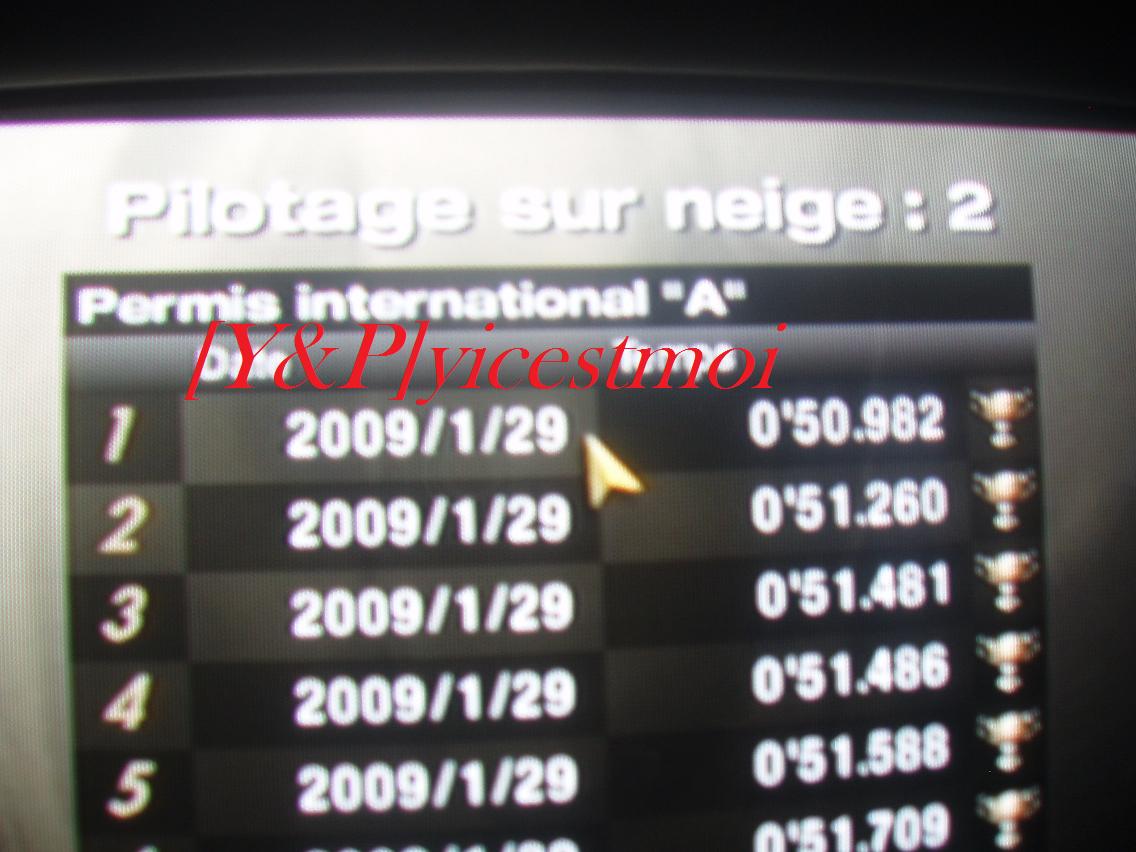 Pilotage sur neige : 2
Permis international "A"
[Y&P]yicestmoi
Date Temps
1 2009/1/29 0'50.982
2 2009/1/29 0'51.260
3 2009/1/29 0'51.481
4 2009/1/29 0'51.486
5 2009/1/29 0'51.588
0'51.709